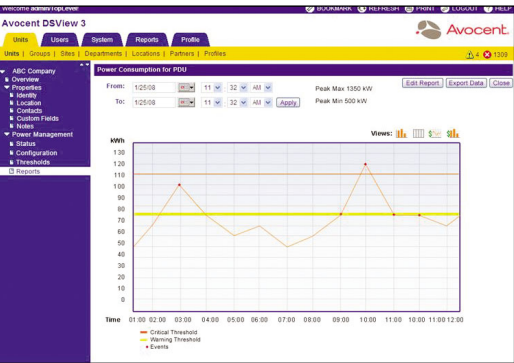 Welcome admin/TopLevel!
BOOKMARK REFRESH PRINT LOGOUT HELP
Avocent DSView 3
Avocent.
Units Users System Reports Profile
Units | Groups | Sites | Departments | Locations | Partners | Profiles
4 1309
ABC Company
Overview
Properties
Identity
Location
Contacts
Custom Fields
Notes
Power Management
Status
Configuration
Thresholds
Reports
Power Consumption for PDU
Edit Report Export Data Close
From: 1/25/08 11 32 AM
Peak Max 1350 kW
To: 1/25/08 11 32 AM Apply
Peak Min 500 kW
Views:
kWh
130
120
110
100
90
80
70
60
50
40
30
20
10
0
Time 01:00 02:00 03:00 04:00 05:00 06:00 07:00 08:00 09:00 10:00 11:00 10:00 11:00 12:00
Critical Threshold
Warning Threshold
Events